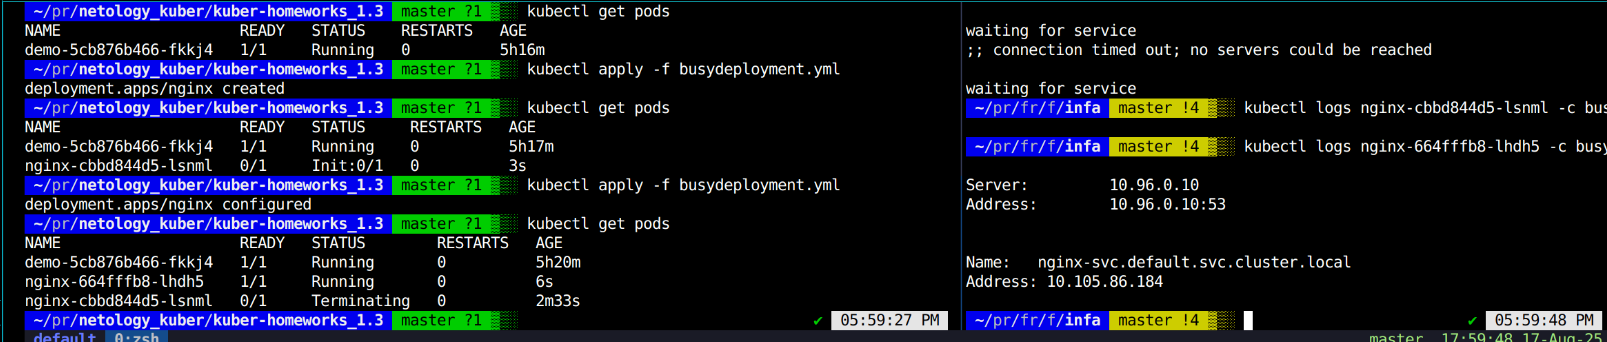 ~/pr/netology_kuber/kuber-homeworks_1.3 master ?1 kubectl get pods
NAME READY STATUS RESTARTS AGE
demo-5cb876b466-fkkj4 1/1 Running 0 5h16m
~/pr/netology_kuber/kuber-homeworks_1.3 master ?1 kubectl apply -f busydeployment.yml
deployment.apps/nginx created
~/pr/netology_kuber/kuber-homeworks_1.3 master ?1 kubectl get pods
NAME READY STATUS RESTARTS AGE
demo-5cb876b466-fkkj4 1/1 Running 0 5h17m
nginx-cbbd844d5-lsnml 0/1 Init:0/1 0 3s
~/pr/netology_kuber/kuber-homeworks_1.3 master ?1 kubectl apply -f busydeployment.yml
deployment.apps/nginx configured
~/pr/netology_kuber/kuber-homeworks_1.3 master ?1 kubectl get pods
NAME READY STATUS RESTARTS AGE
demo-5cb876b466-fkkj4 1/1 Running 0 5h20m
nginx-664fffb8-lhdh5 1/1 Running 0 6s
nginx-cbbd844d5-lsnml 0/1 Terminating 0 2m33s
~/pr/netology_kuber/kuber-homeworks_1.3 master ?1 ✔ 05:59:27 PM
waiting for service
;; connection timed out; no servers could be reached
waiting for service
~/pr/fr/f/infa master !4 kubectl logs nginx-cbbd844d5-lsnml -c bus
~/pr/fr/f/infa master !4 kubectl logs nginx-664fffb8-lhdh5 -c busy
Server: 10.96.0.10
Address: 10.96.0.10:53
Name: nginx-svc.default.svc.cluster.local
Address: 10.105.86.184
~/pr/fr/f/infa master !4 ✔ 05:59:48 PM
default 0:zsh master 17:59:48 17-Aug-25